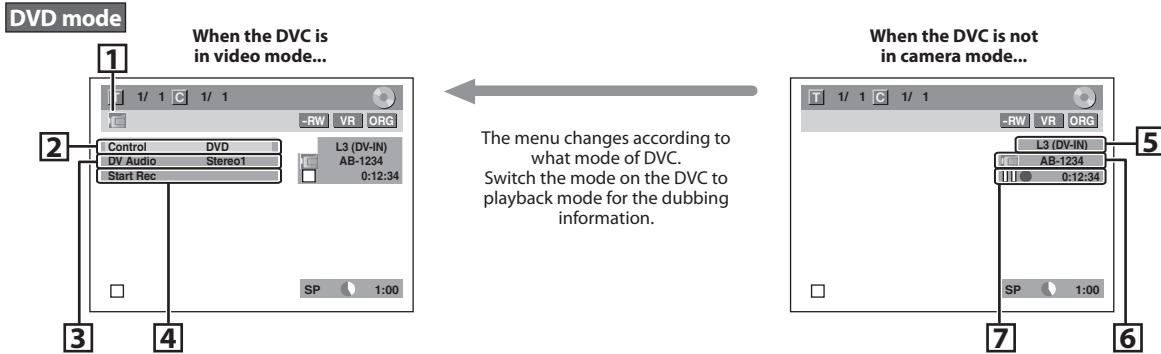 DVD mode
When the DVC is
in video mode...
1
T 1/ 1 C 1/ 1
-RW VR ORG
2
Control DVD
DV Audio Stereo1
Start Rec
L3 (DV-IN)
AB-1234
0:12:34
SP 1:00
3
4
The menu changes according to
what mode of DVC.
Switch the mode on the DVC to
playback mode for the dubbing
information.
When the DVC is not
in camera mode...
T 1/ 1 C 1/ 1
-RW VR ORG
L3 (DV-IN)
5
AB-1234
0:12:34
SP 1:00
7
6